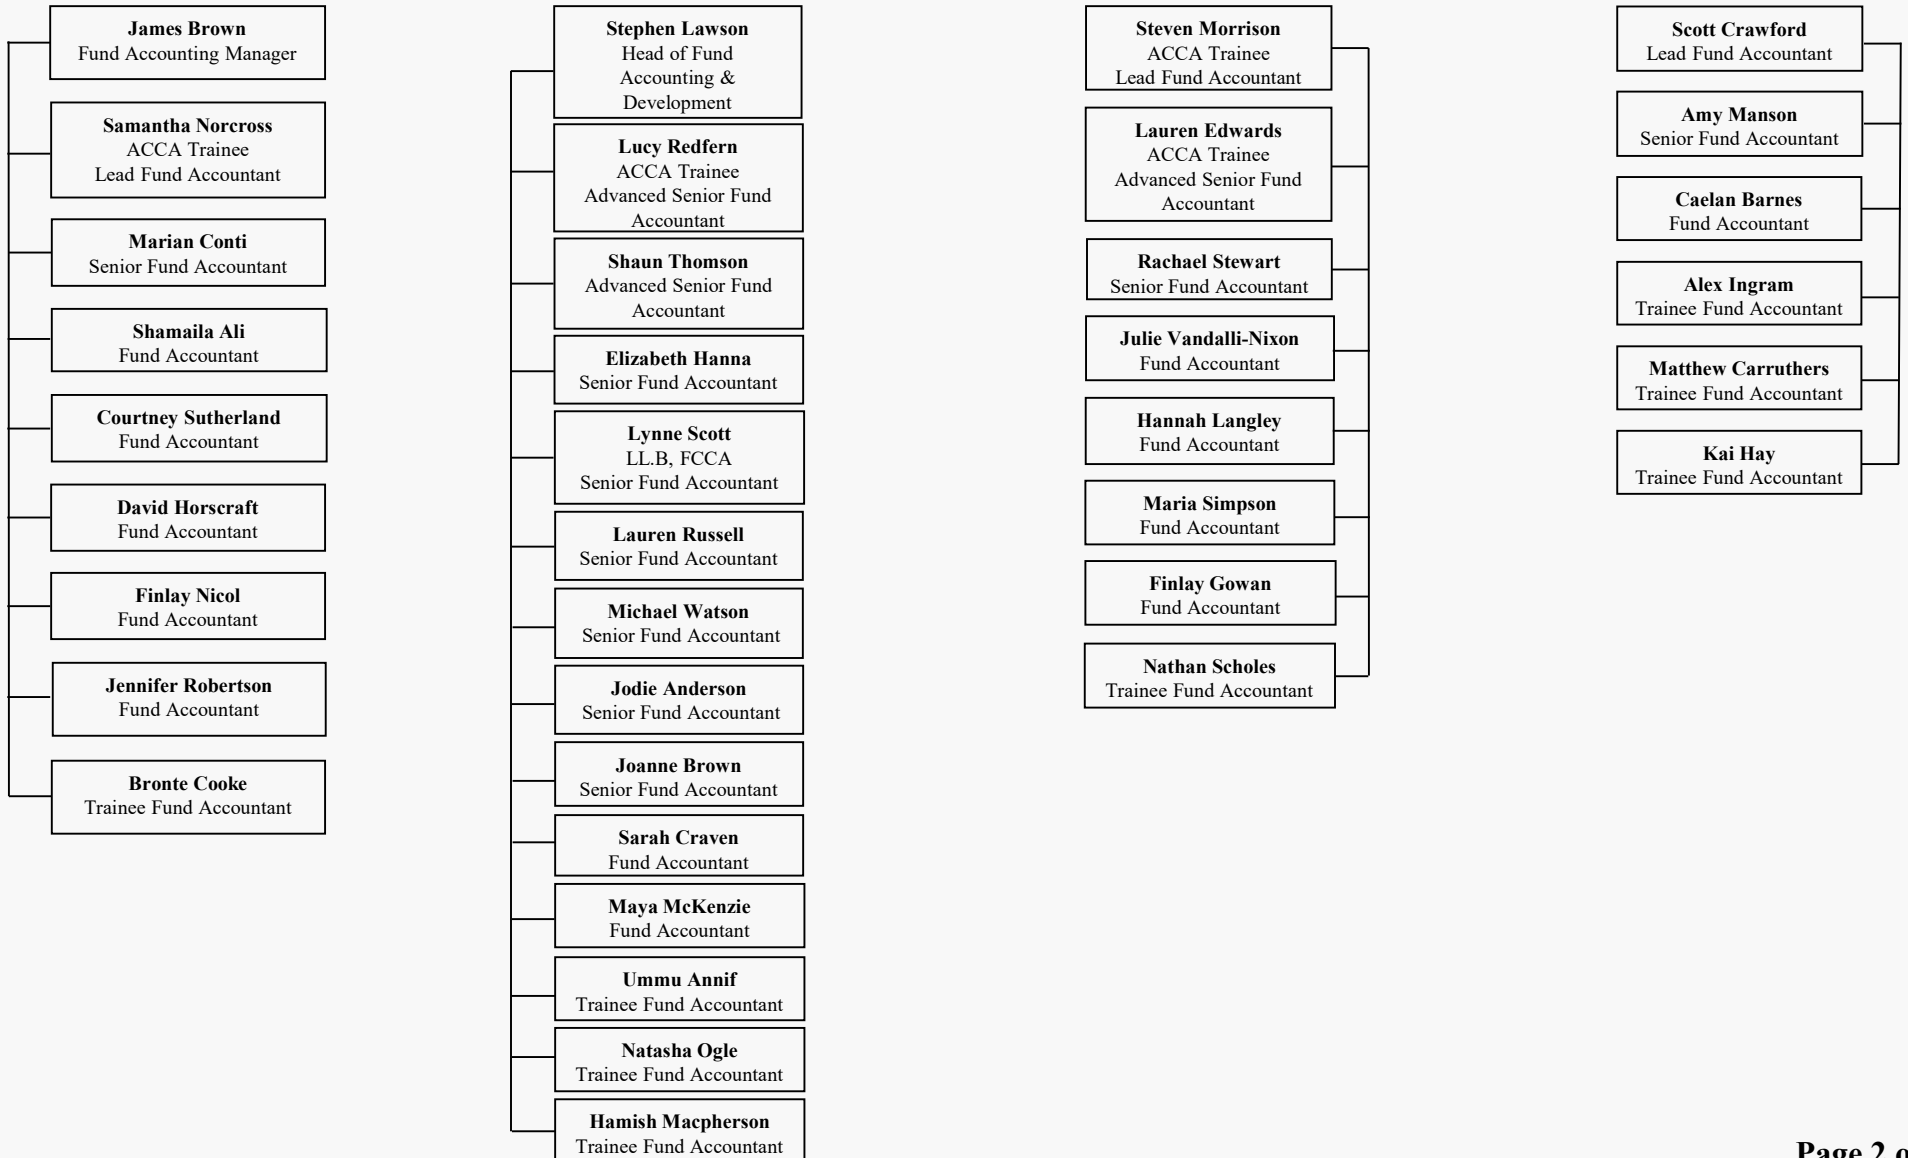 James Brown
Fund Accounting Manager
Samantha Norcross
ACCA Trainee
Lead Fund Accountant
Marian Conti
Senior Fund Accountant
Shamaila Ali
Fund Accountant
Courtney Sutherland
Fund Accountant
David Horscraft
Fund Accountant
Finlay Nicol
Fund Accountant
Jennifer Robertson
Fund Accountant
Bronte Cooke
Trainee Fund Accountant
Stephen Lawson
Head of Fund
Accounting &
Development
Lucy Redfern
ACCA Trainee
Advanced Senior Fund
Accountant
Shaun Thomson
Advanced Senior Fund
Accountant
Elizabeth Hanna
Senior Fund Accountant
Lynne Scott
LL.B, FCCA
Senior Fund Accountant
Lauren Russell
Senior Fund Accountant
Michael Watson
Senior Fund Accountant
Jodie Anderson
Senior Fund Accountant
Joanne Brown
Senior Fund Accountant
Sarah Craven
Fund Accountant
Maya McKenzie
Fund Accountant
Ummu Annif
Trainee Fund Accountant
Natasha Ogle
Trainee Fund Accountant
Hamish Macpherson
Trainee Fund Accountant
Steven Morrison
ACCA Trainee
Lead Fund Accountant
Lauren Edwards
ACCA Trainee
Advanced Senior Fund
Accountant
Rachael Stewart
Senior Fund Accountant
Julie Vandalli-Nixon
Fund Accountant
Hannah Langley
Fund Accountant
Maria Simpson
Fund Accountant
Finlay Gowan
Fund Accountant
Nathan Scholes
Trainee Fund Accountant
Scott Crawford
Lead Fund Accountant
Amy Manson
Senior Fund Accountant
Caelan Barnes
Fund Accountant
Alex Ingram
Trainee Fund Accountant
Matthew Carruthers
Trainee Fund Accountant
Kai Hay
Trainee Fund Accountant
Page 2